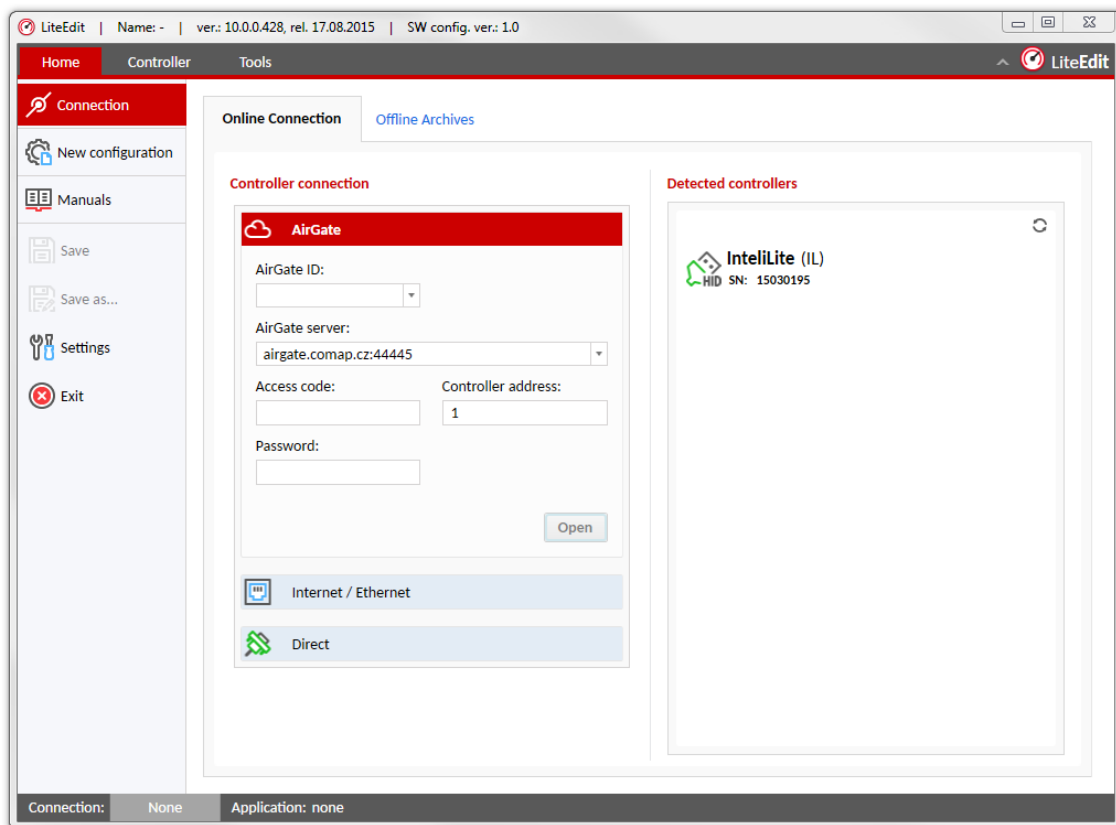 LiteEdit | Name: - | ver.: 10.0.0.428, rel. 17.08.2015 | SW config. ver.: 1.0
Home Controller Tools LiteEdit
Connection
New configuration
Manuals
Save
Save as...
Settings
Exit
Online Connection Offline Archives
Controller connection
AirGate
AirGate ID:
AirGate server:
airgate.comap.cz:44445
Access code: Controller address:
1
Password:
Open
Internet / Ethernet
Direct
Detected controllers
InteliLite (IL)
HID SN: 15030195
Connection: None Application: none